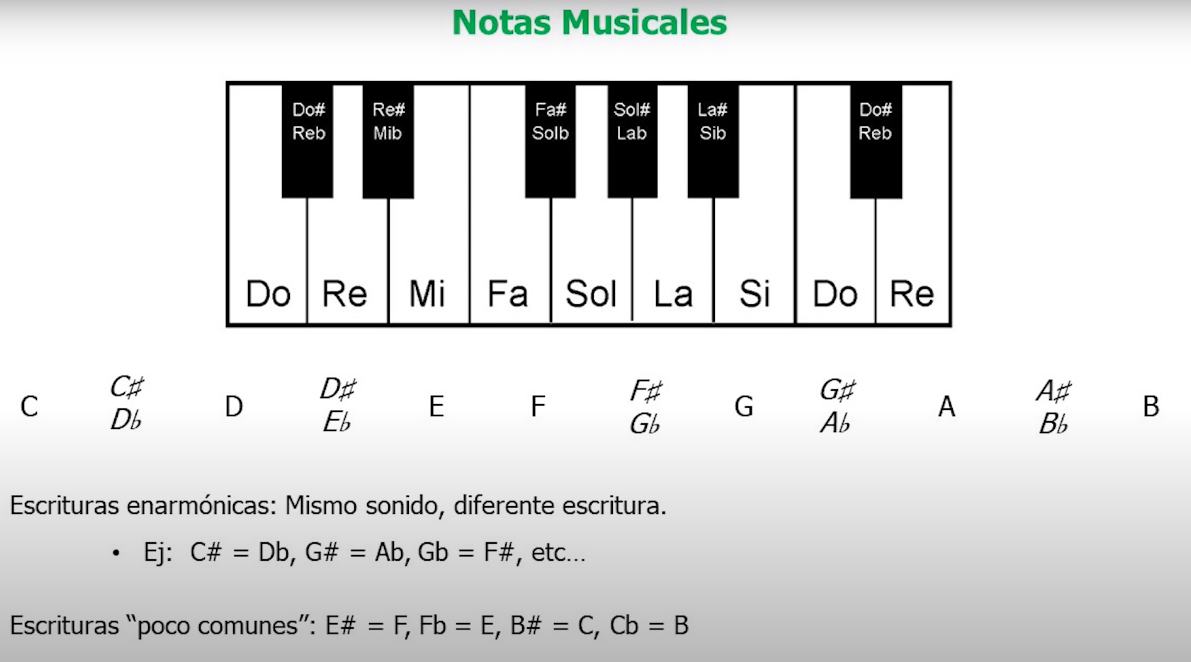 Notas Musicales
Do# Re# Fa# Sol# La# Do#
Reb Mib Solb Lab Sib Reb
Do Re Mi Fa Sol La Si Do Re
C♯ D♯ F♯ G♯ A♯
C D E F G A B
D♭ E♭ G♭ A♭ B♭
Escrituras enarmónicas: Mismo sonido, diferente escritura.
• Ej: C# = Db, G# = Ab, Gb = F#, etc...
Escrituras “poco comunes”: E# = F, Fb = E, B# = C, Cb = B